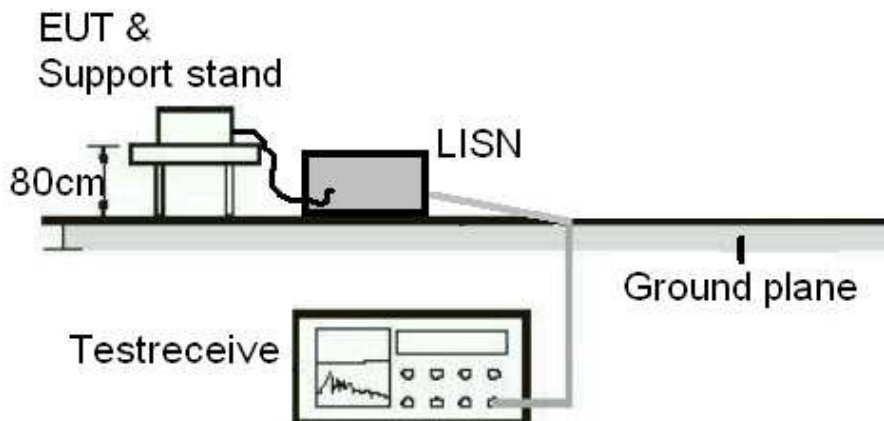 EUT &
Support stand
LISN
80cm
Ground plane
Testreceive